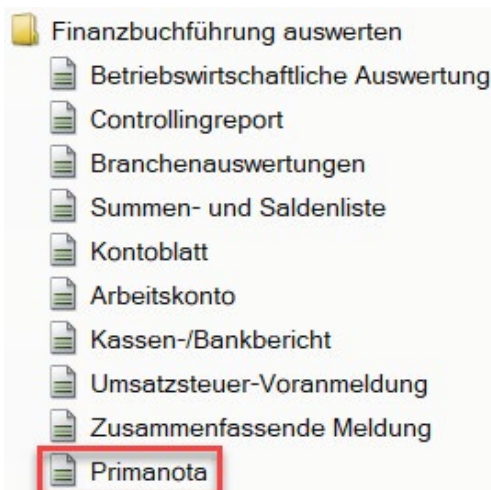 Finanzbuchführung auswerten
Betriebswirtschaftliche Auswertung
Controllingreport
Branchenauswertungen
Summen- und Saldenliste
Kontoblatt
Arbeitskonto
Kassen-/Bankbericht
Umsatzsteuer-Voranmeldung
Zusammenfassende Meldung
Primanota